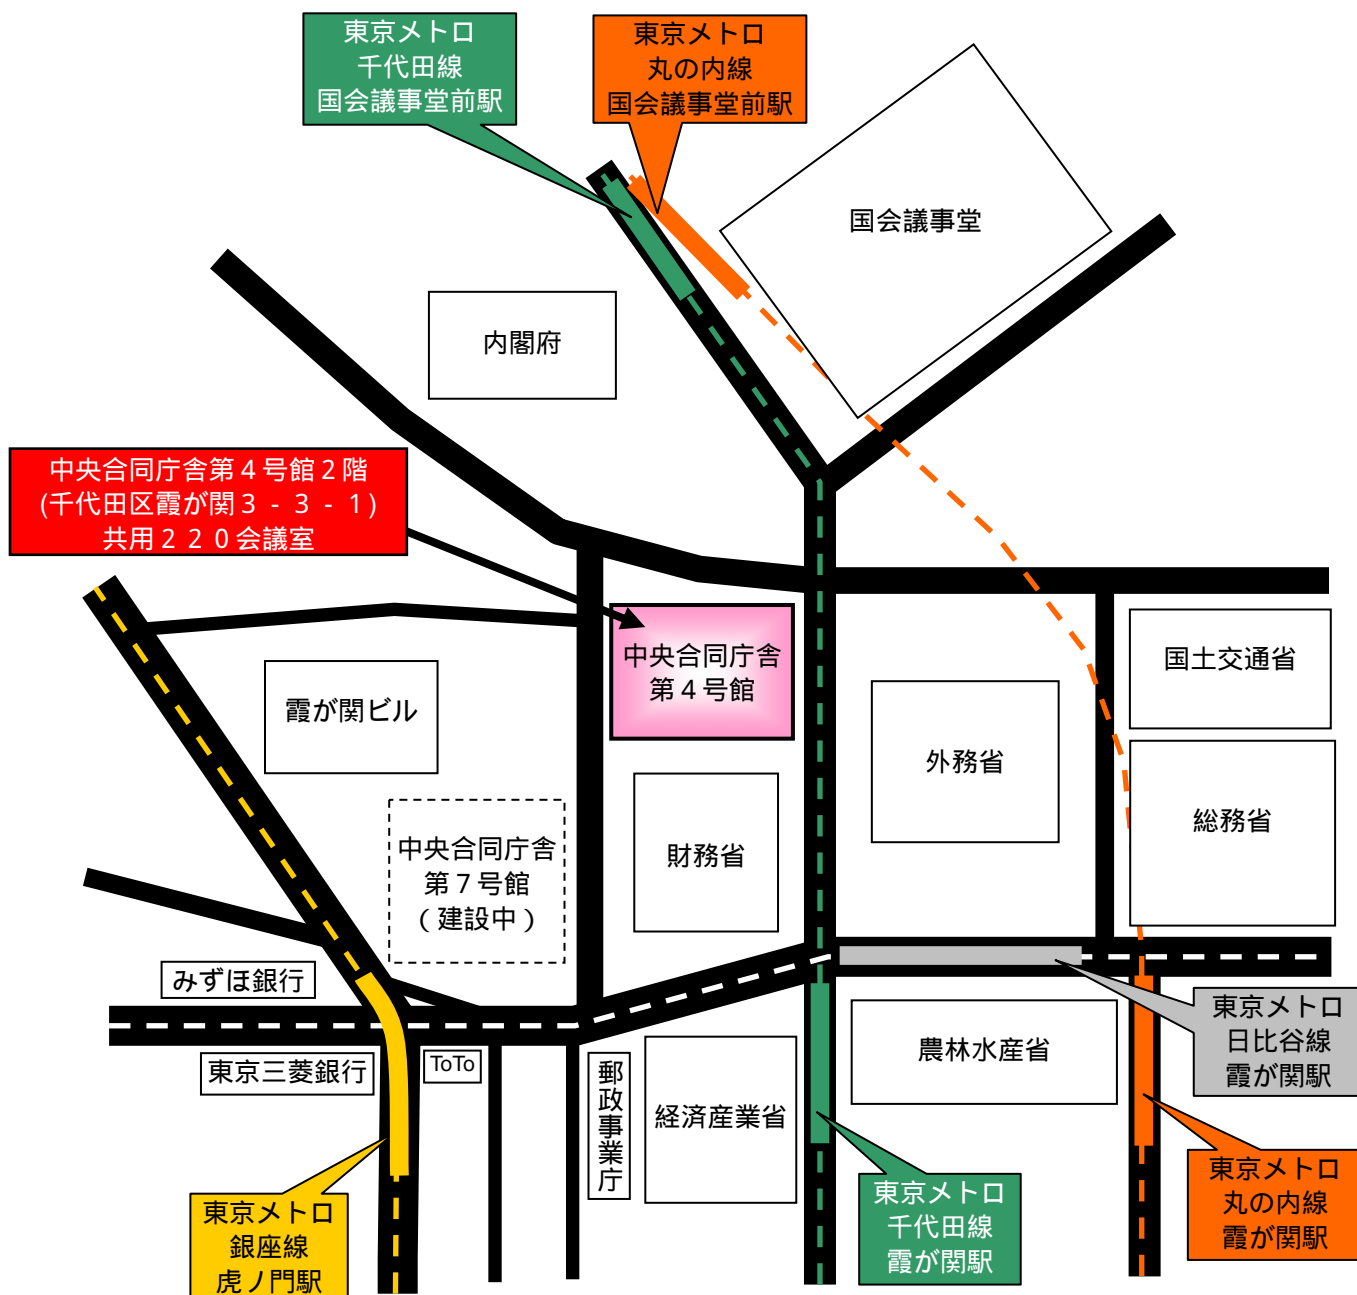 東京メトロ
千代田線
国会議事堂前駅
東京メトロ
丸の内線
国会議事堂前駅
国会議事堂
内閣府
中央合同庁舎第４号館２階
(千代田区霞が関３－３－１)
共用２２０会議室
中央合同庁舎
第４号館
国土交通省
霞が関ビル
外務省
総務省
中央合同庁舎
第７号館
（建設中）
財務省
みずほ銀行
東京三菱銀行
ToTo
郵政事業庁
経済産業省
農林水産省
東京メトロ
日比谷線
霞が関駅
東京メトロ
銀座線
虎ノ門駅
東京メトロ
千代田線
霞が関駅
東京メトロ
丸の内線
霞が関駅